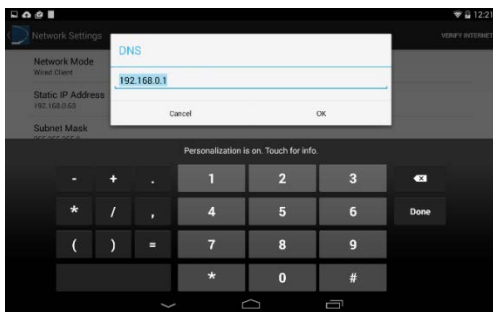 12:21
Network Settings
VERIFY INTERNET
Network Mode
Wired Client
Static IP Address
192.168.0.63
Subnet Mask
DNS
192.168.0.1
Cancel OK
Personalization is on. Touch for info.
- + . 1 2 3
* / , 4 5 6 Done
( ) = 7 8 9
* 0 #